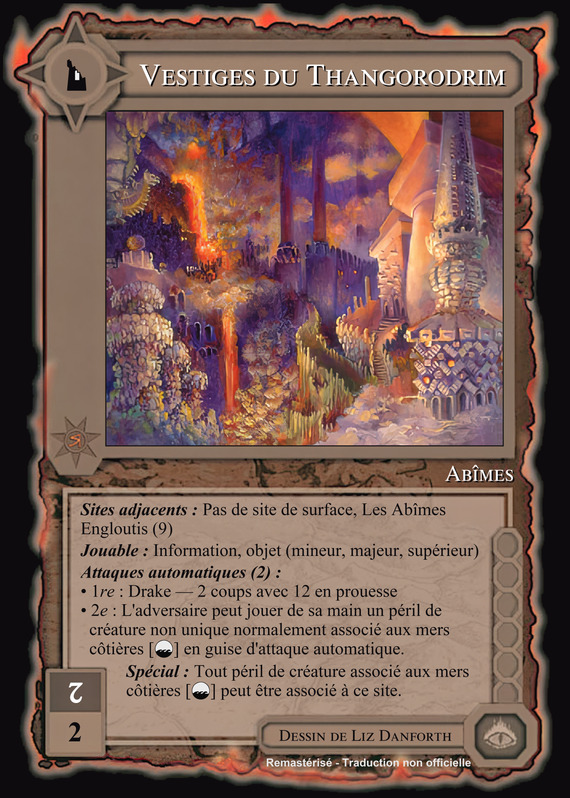 VESTIGES DU THANGORODRIM
ABÎMES
Sites adjacents : Pas de site de surface, Les Abîmes
Engloutis (9)
Jouable : Information, objet (mineur, majeur, supérieur)
Attaques automatiques (2) :
• 1re : Drake — 2 coups avec 12 en prouesse
• 2e : L'adversaire peut jouer de sa main un péril de
créature non unique normalement associé aux mers
côtières [] en guise d'attaque automatique.
Spécial : Tout péril de créature associé aux mers
côtières [] peut être associé à ce site.
2
DESSIN DE LIZ DANFORTH
Remastérisé - Traduction non officielle